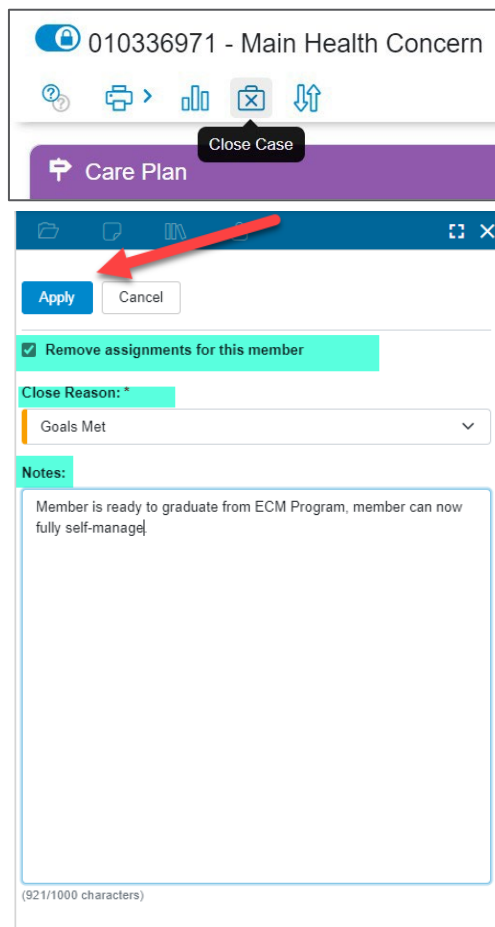 010336971 - Main Health Concern
Close Case
Care Plan
Apply
Cancel
Remove assignments for this member
Close Reason: *
Goals Met
Notes:
Member is ready to graduate from ECM Program, member can now
fully self-manage.
(921/1000 characters)